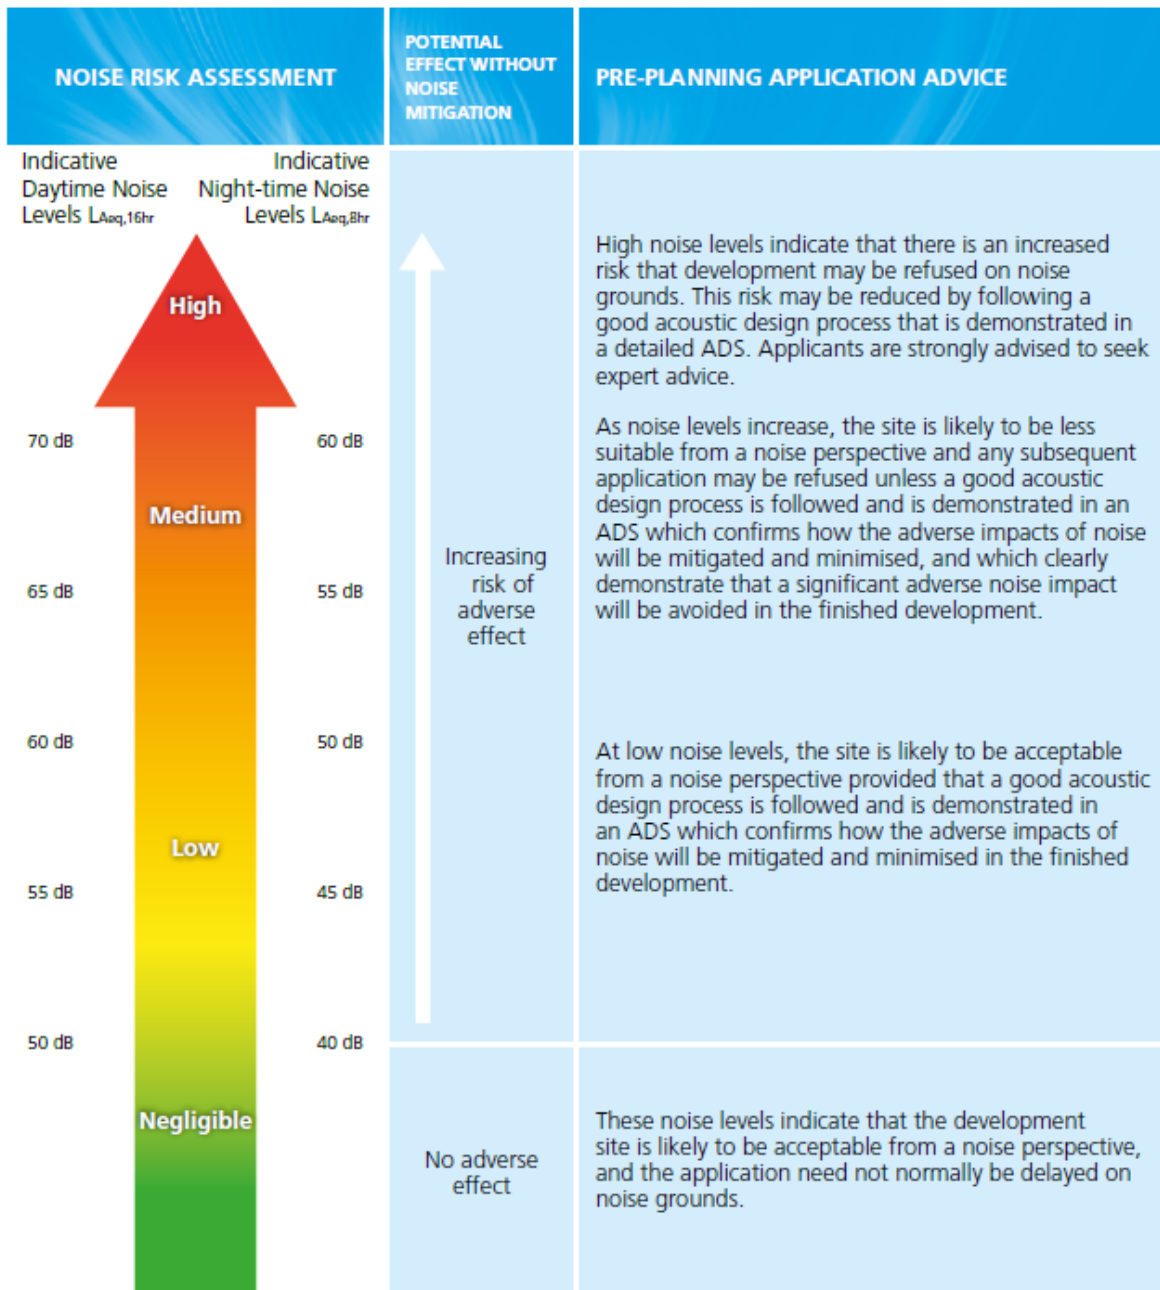 NOISE RISK ASSESSMENT
POTENTIAL
EFFECT WITHOUT
NOISE
MITIGATION
PRE-PLANNING APPLICATION ADVICE
Indicative
Daytime Noise
Levels LAeq,16hr
Indicative
Night-time Noise
Levels LAeq,8hr
High
70 dB
60 dB
Medium
65 dB
55 dB
60 dB
50 dB
Low
55 dB
45 dB
50 dB
40 dB
Negligible
Increasing
risk of
adverse
effect
No adverse
effect
High noise levels indicate that there is an increased
risk that development may be refused on noise
grounds. This risk may be reduced by following a
good acoustic design process that is demonstrated in
a detailed ADS. Applicants are strongly advised to seek
expert advice.
As noise levels increase, the site is likely to be less
suitable from a noise perspective and any subsequent
application may be refused unless a good acoustic
design process is followed and is demonstrated in an
ADS which confirms how the adverse impacts of noise
will be mitigated and minimised, and which clearly
demonstrate that a significant adverse noise impact
will be avoided in the finished development.
At low noise levels, the site is likely to be acceptable
from a noise perspective provided that a good acoustic
design process is followed and is demonstrated in
an ADS which confirms how the adverse impacts of
noise will be mitigated and minimised in the finished
development.
These noise levels indicate that the development
site is likely to be acceptable from a noise perspective,
and the application need not normally be delayed on
noise grounds.